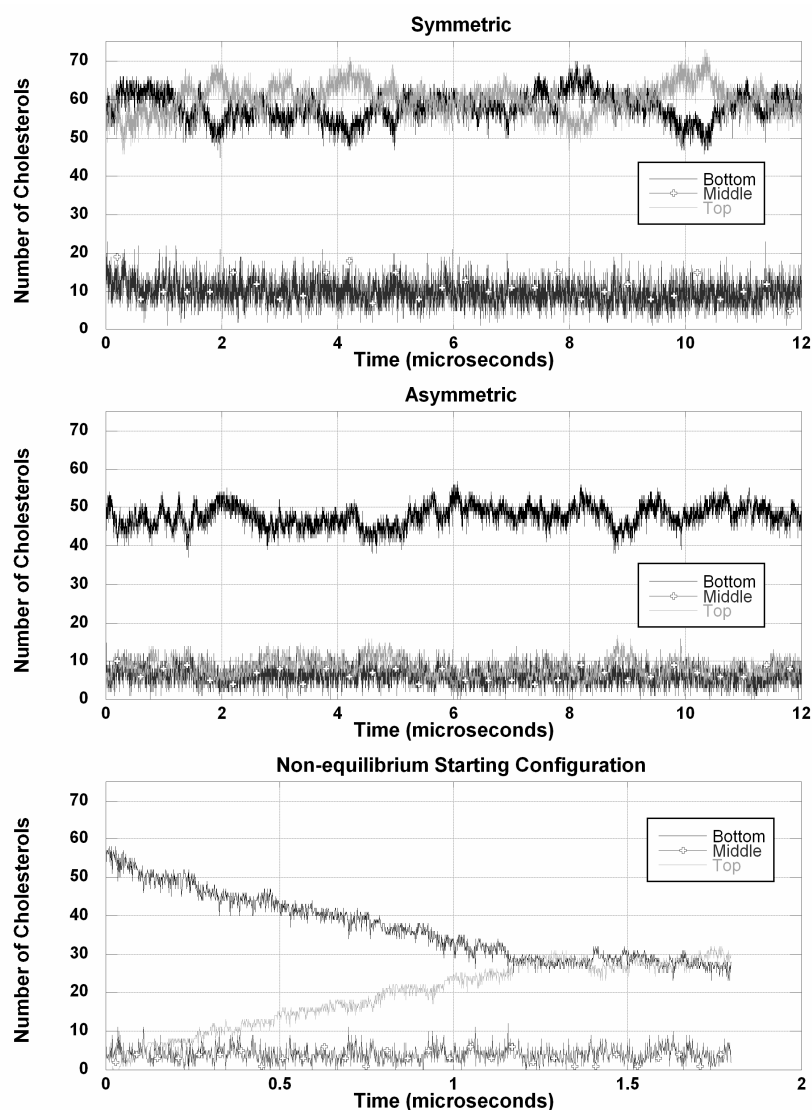 Symmetric
Number of Cholesterols
70
60
50
40
30
20
10
0
Bottom
Middle
Top
0 2 4 6 8 10 12
Time (microseconds)
Asymmetric
Number of Cholesterols
70
60
50
40
30
20
10
0
Bottom
Middle
Top
0 2 4 6 8 10 12
Time (microseconds)
Non-equilibrium Starting Configuration
Number of Cholesterols
70
60
50
40
30
20
10
0
Bottom
Middle
Top
0 0.5 1 1.5 2
Time (microseconds)